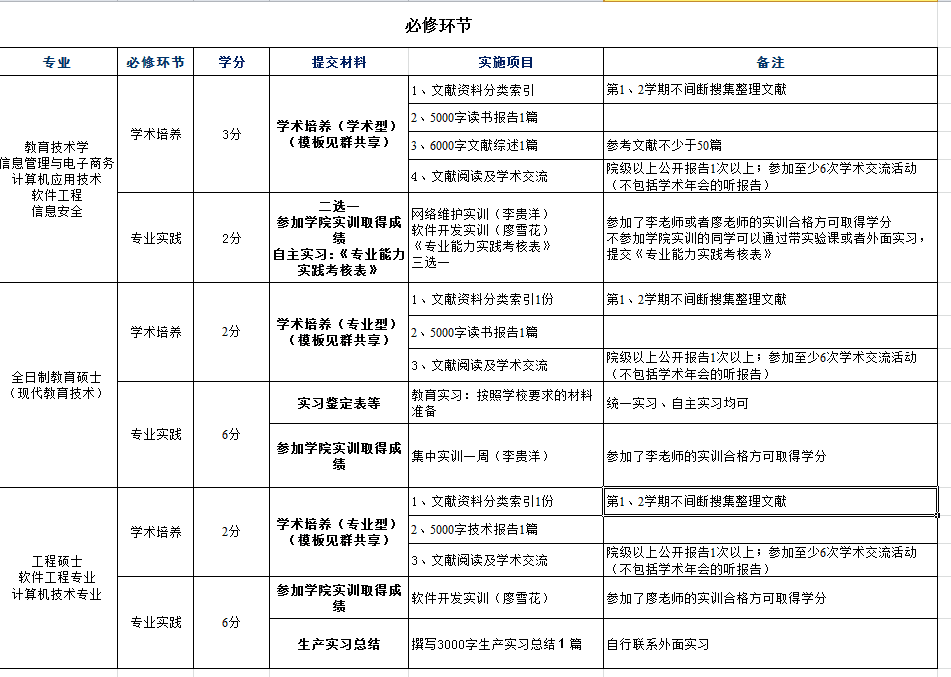 必修环节
专业
必修环节
学分
提交材料
实施项目
备注
教育技术学
信息管理与电子商务
计算机应用技术
软件工程
信息安全
学术培养
3分
学术培养（学术型）
（模板见群共享）
1、文献资料分类索引
第1、2学期不间断搜集整理文献
2、5000字读书报告1篇
3、6000字文献综述1篇
参考文献不少于50篇
4、文献阅读及学术交流
院级以上公开报告1次以上；参加至少6次学术交流活动
（不包括学术年会的听报告）
专业实践
2分
二选一
参加学院实训取得成
绩
自主实习：《专业能力
实践考核表》
网络维护实训（李贵洋）
软件开发实训（廖雪花）
《专业能力实践考核表》
三选一
参加了李老师或者廖老师的实训合格方可取得学分
不参加学院实训的同学可以通过带实验课或者外面实习，
提交《专业能力实践考核表》
全日制教育硕士
（现代教育技术）
学术培养
2分
学术培养（专业型）
（模板见群共享）
1、文献资料分类索引1份
第1、2学期不间断搜集整理文献
2、5000字读书报告1篇
3、文献阅读及学术交流
院级以上公开报告1次以上；参加至少6次学术交流活动
（不包括学术年会的听报告）
专业实践
6分
实习鉴定表等
教育实习：按照学校要求的材料
准备
统一实习、自主实习均可
参加学院实训取得成
绩
集中实训一周（李贵洋）
参加了李老师的实训合格方可取得学分
工程硕士
软件工程专业
计算机技术专业
学术培养
2分
学术培养（专业型）
（模板见群共享）
1、文献资料分类索引1份
第1、2学期不间断搜集整理文献
2、5000字技术报告1篇
3、文献阅读及学术交流
院级以上公开报告1次以上；参加至少6次学术交流活动
（不包括学术年会的听报告）
专业实践
6分
参加学院实训取得成
绩
软件开发实训（廖雪花）
参加了廖老师的实训合格方可取得学分
生产实习总结
撰写3000字生产实习总结１篇
自行联系外面实习